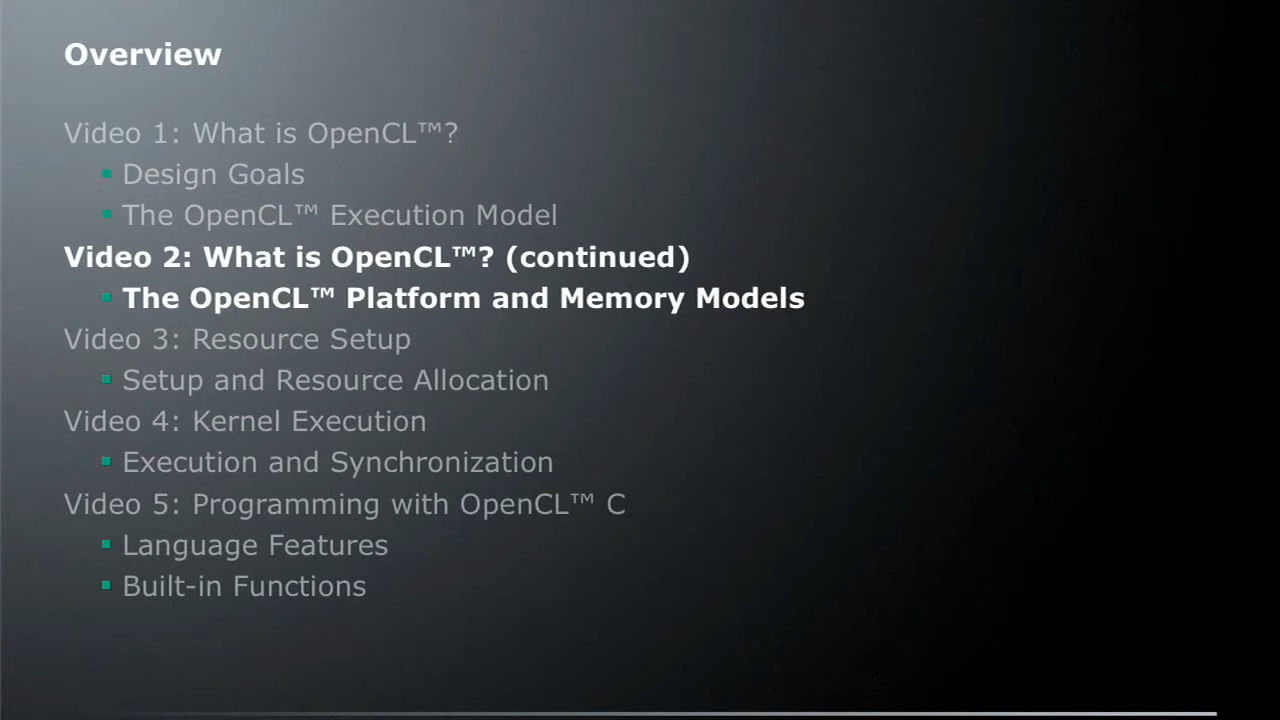 Overview
Video 1: What is OpenCL™?
Design Goals
The OpenCL™ Execution Model
Video 2: What is OpenCL™? (continued)
The OpenCL™ Platform and Memory Models
Video 3: Resource Setup
Setup and Resource Allocation
Video 4: Kernel Execution
Execution and Synchronization
Video 5: Programming with OpenCL™ C
Language Features
Built-in Functions